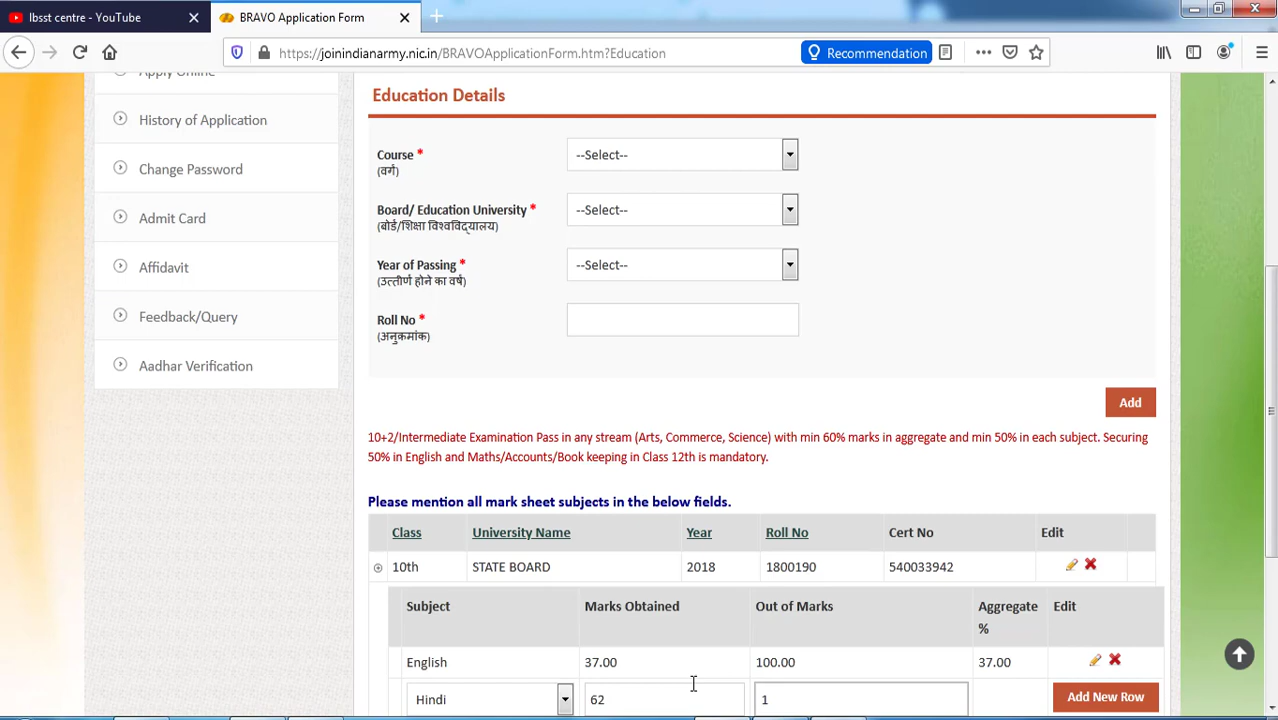 Ibsst centre - YouTube
BRAVO Application Form
https://joinindianarmy.nic.in/BRAVOApplicationForm.htm?Education
Recommendation
Apply Online
History of Application
Change Password
Admit Card
Affidavit
Feedback/Query
Aadhar Verification
Education Details
Course *
(वर्ग)
--Select--
Board/ Education University *
(बोर्ड/शिक्षा विश्वविद्यालय)
--Select--
Year of Passing *
(उत्तीर्ण होने का वर्ष)
--Select--
Roll No *
(अनुक्रमांक)
Add
10+2/Intermediate Examination Pass in any stream (Arts, Commerce, Science) with min 60% marks in aggregate and min 50% in each subject. Securing
50% in English and Maths/Accounts/Book keeping in Class 12th is mandatory.
Please mention all mark sheet subjects in the below fields.
Class University Name Year Roll No Cert No Edit
10th STATE BOARD 2018 1800190 540033942
Subject Marks Obtained Out of Marks Aggregate % Edit
English 37.00 100.00 37.00
Hindi 62 1 Add New Row